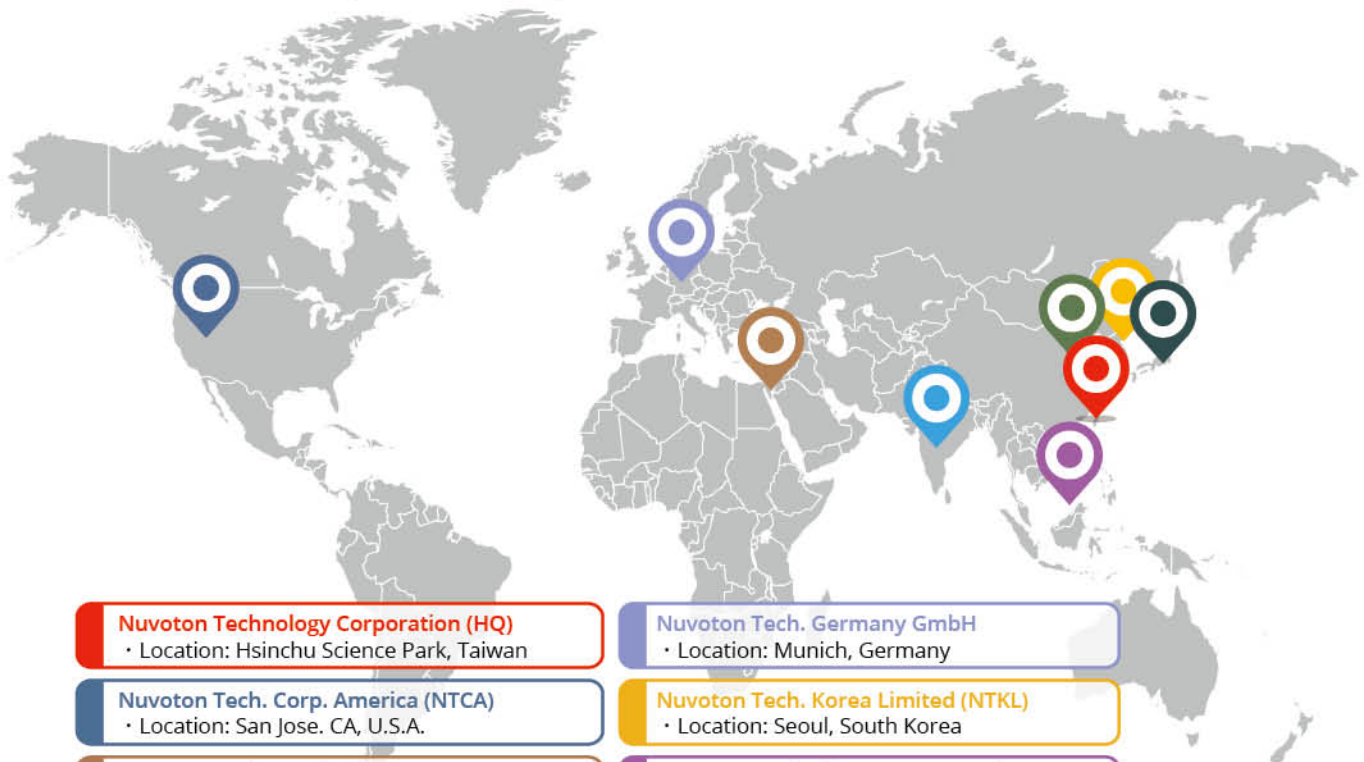 Nuvoton Technology Corporation (HQ)
・Location: Hsinchu Science Park, Taiwan
Nuvoton Tech. Germany GmbH
・Location: Munich, Germany
Nuvoton Tech. Corp. America (NTCA)
・Location: San Jose. CA, U.S.A.
Nuvoton Tech. Korea Limited (NTKL)
・Location: Seoul, South Korea